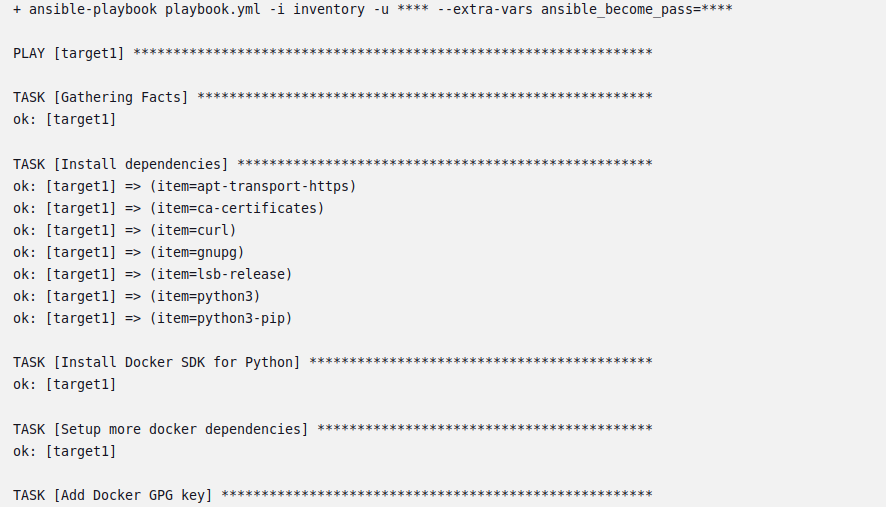 + ansible-playbook playbook.yml -i inventory -u **** --extra-vars ansible_become_pass=****
PLAY [target1] *****************************************************************
TASK [Gathering Facts] *********************************************************
ok: [target1]
TASK [Install dependencies] ****************************************************
ok: [target1] => (item=apt-transport-https)
ok: [target1] => (item=ca-certificates)
ok: [target1] => (item=curl)
ok: [target1] => (item=gnupg)
ok: [target1] => (item=lsb-release)
ok: [target1] => (item=python3)
ok: [target1] => (item=python3-pip)
TASK [Install Docker SDK for Python] *******************************************
ok: [target1]
TASK [Setup more docker dependencies] ******************************************
ok: [target1]
TASK [Add Docker GPG key] ******************************************************